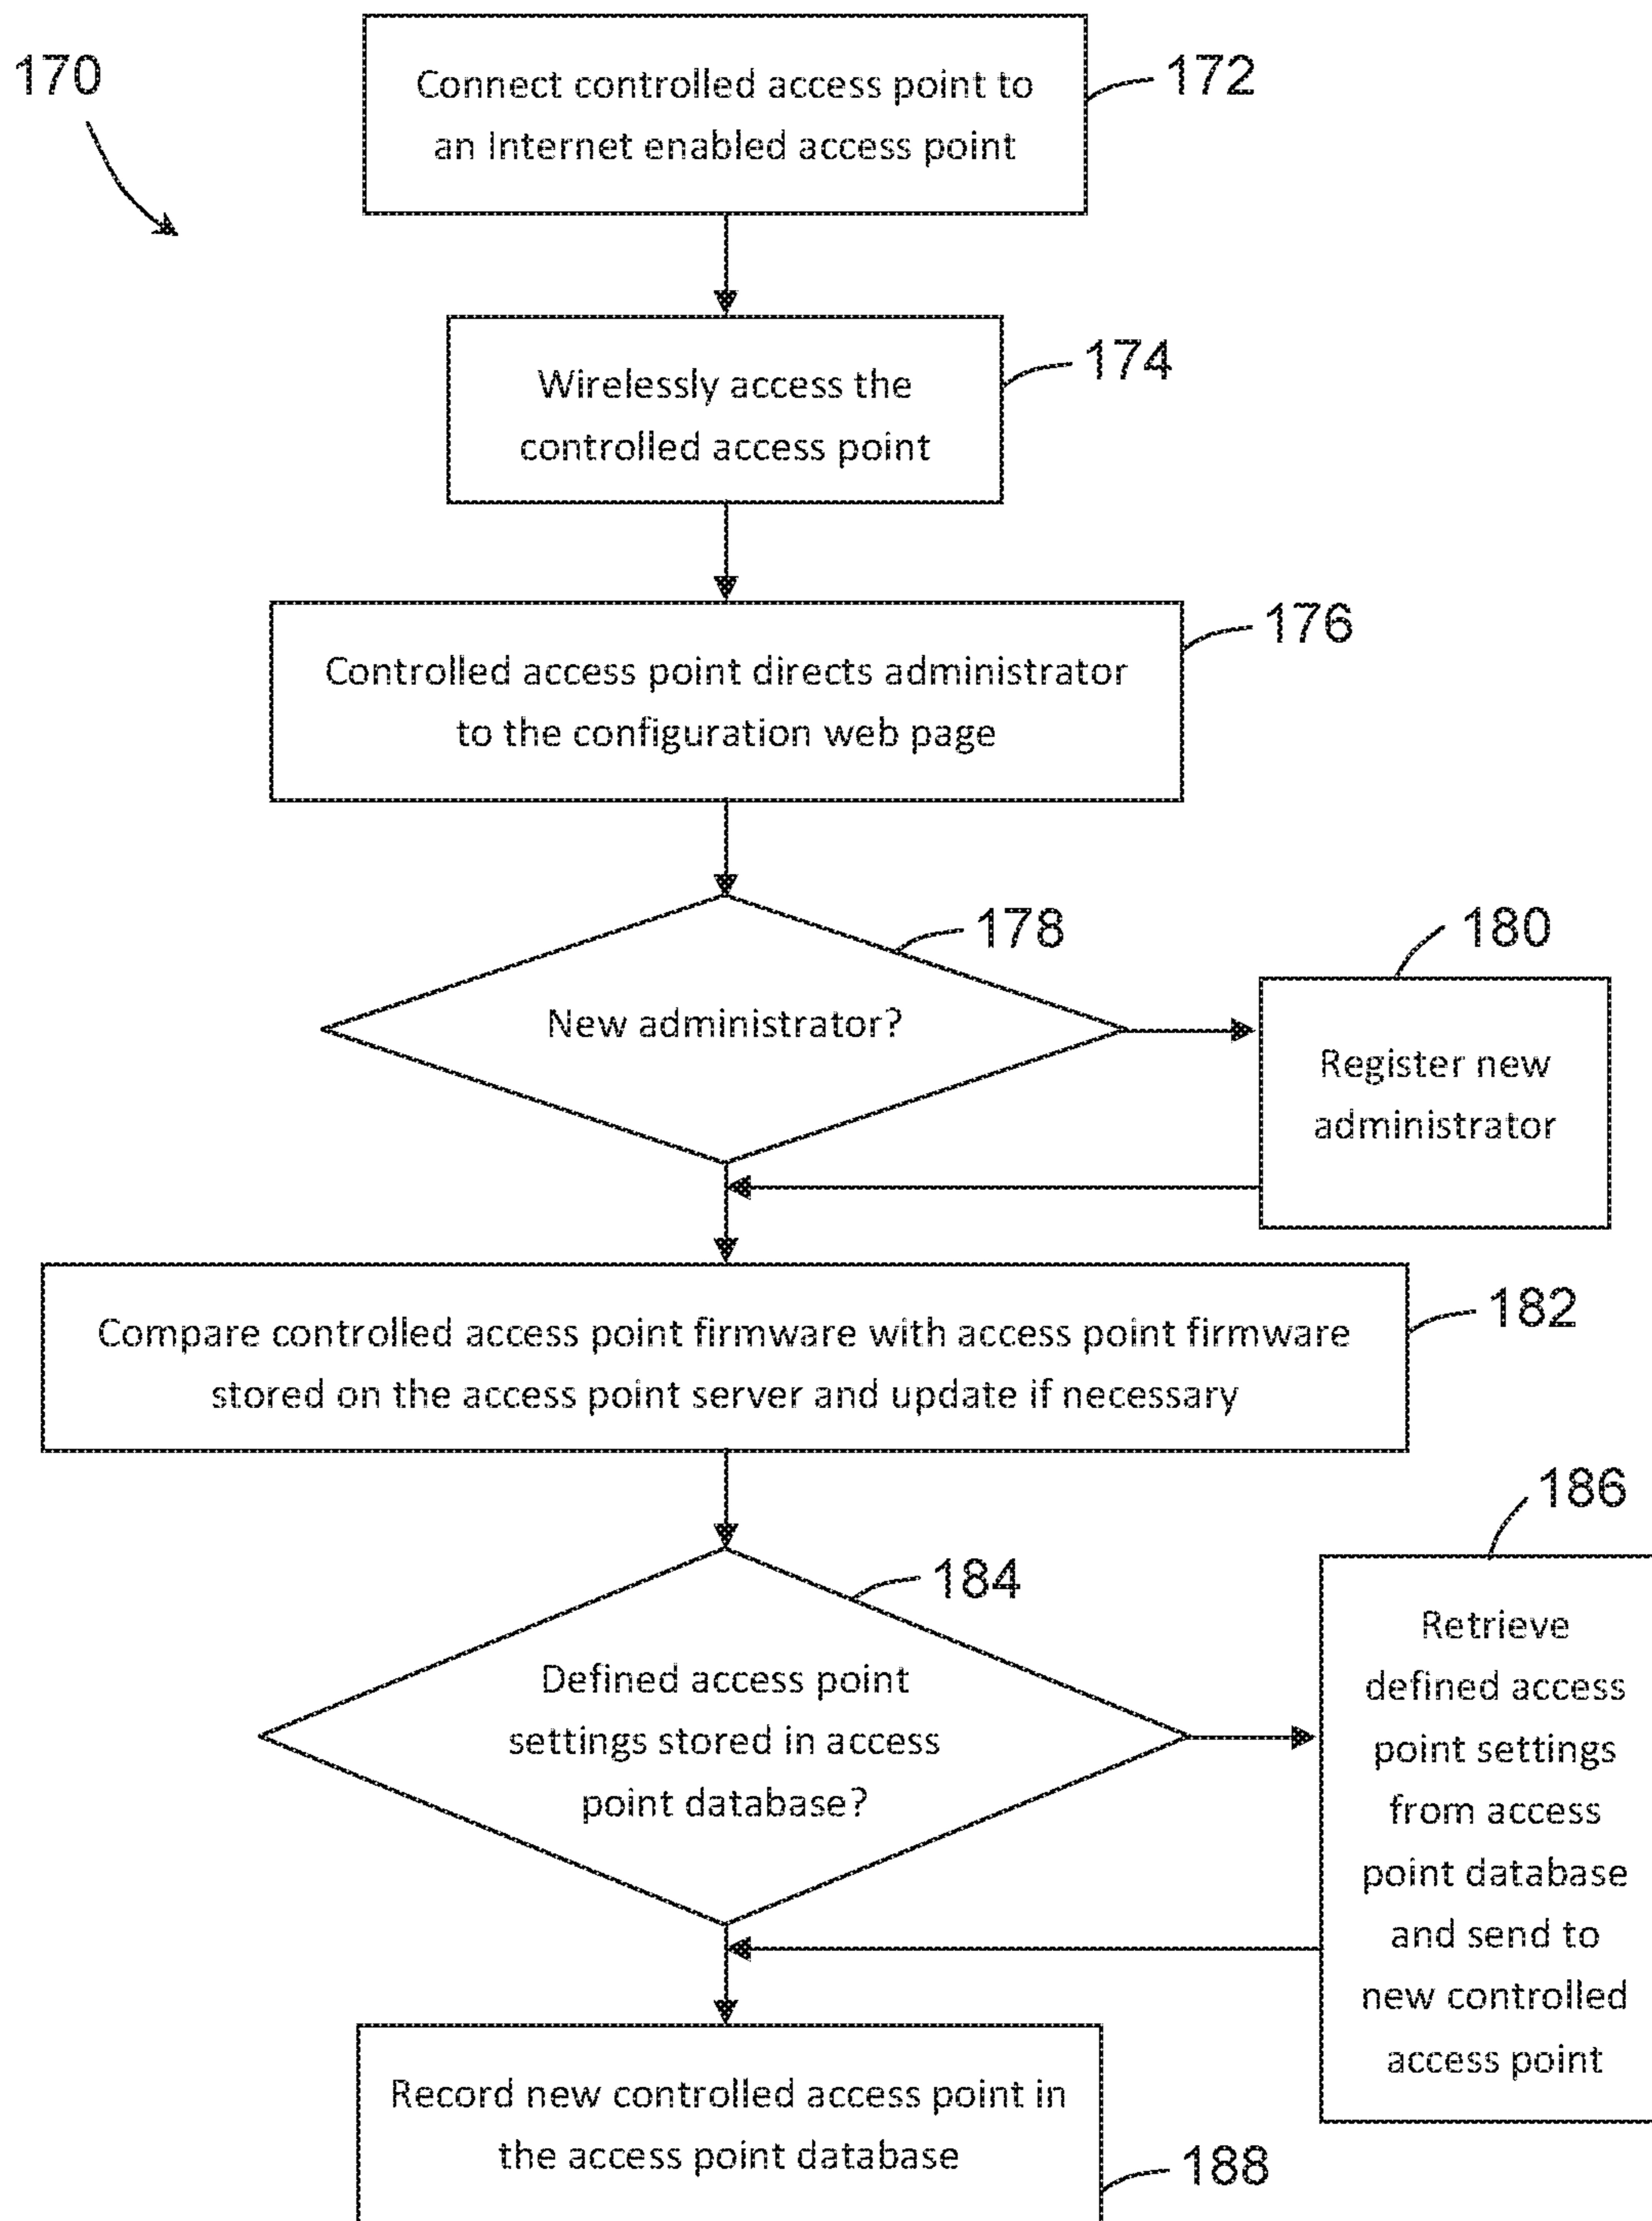 170
Connect controlled access point to
an Internet enabled access point
172
Wirelessly access the
controlled access point
174
Controlled access point directs administrator
to the configuration web page
176
New administrator?
178
180
Register new
administrator
Compare controlled access point firmware with access point firmware
stored on the access point server and update if necessary
182
Defined access point
settings stored in access
point database?
184
186
Retrieve
defined access
point settings
from access
point database
and send to
new controlled
access point
Record new controlled access point in
the access point database
188